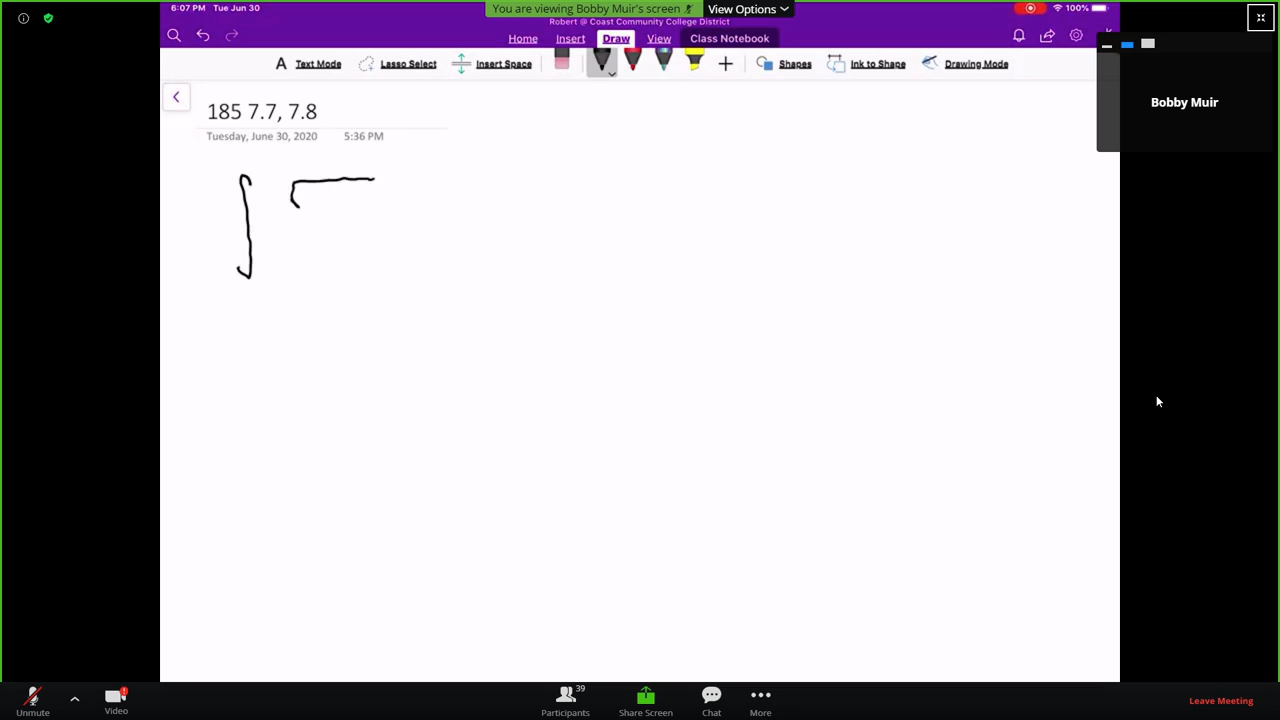 You are viewing Bobby Muir's screen View Options
6:07 PM Tue Jun 30
100%
Robert @ Coast Community College District
Home Insert Draw View Class Notebook
Text Mode Lasso Select Insert Space Shapes Ink to Shape Drawing Mode
Bobby Muir
185 7.7, 7.8
Tuesday, June 30, 2020 5:36 PM
∫
Unmute Video Participants 39 Share Screen Chat More Leave Meeting